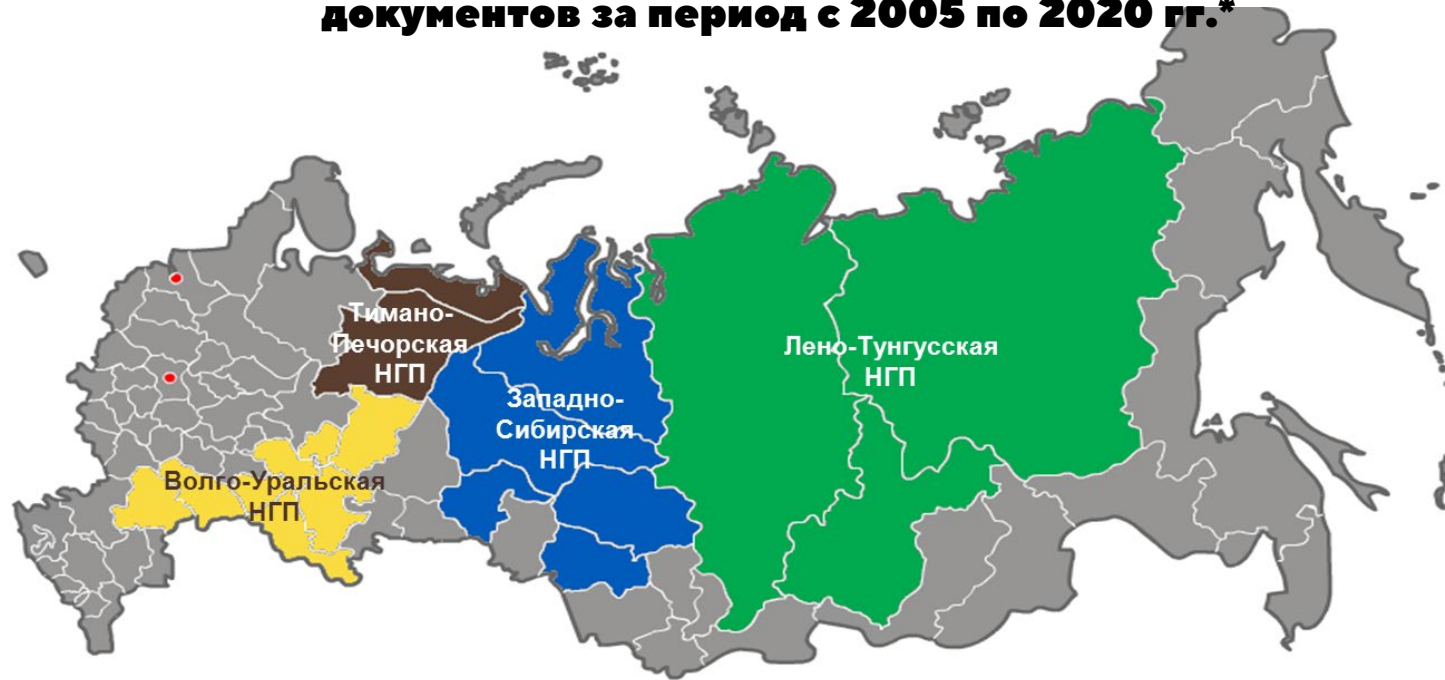 документов за период с 2005 по 2020 гг.*
Тимано-
Печорская
НГП
Лено-Тунгусская
НГП
Западно-
Сибирская
НГП
Волго-Уральская
НГП